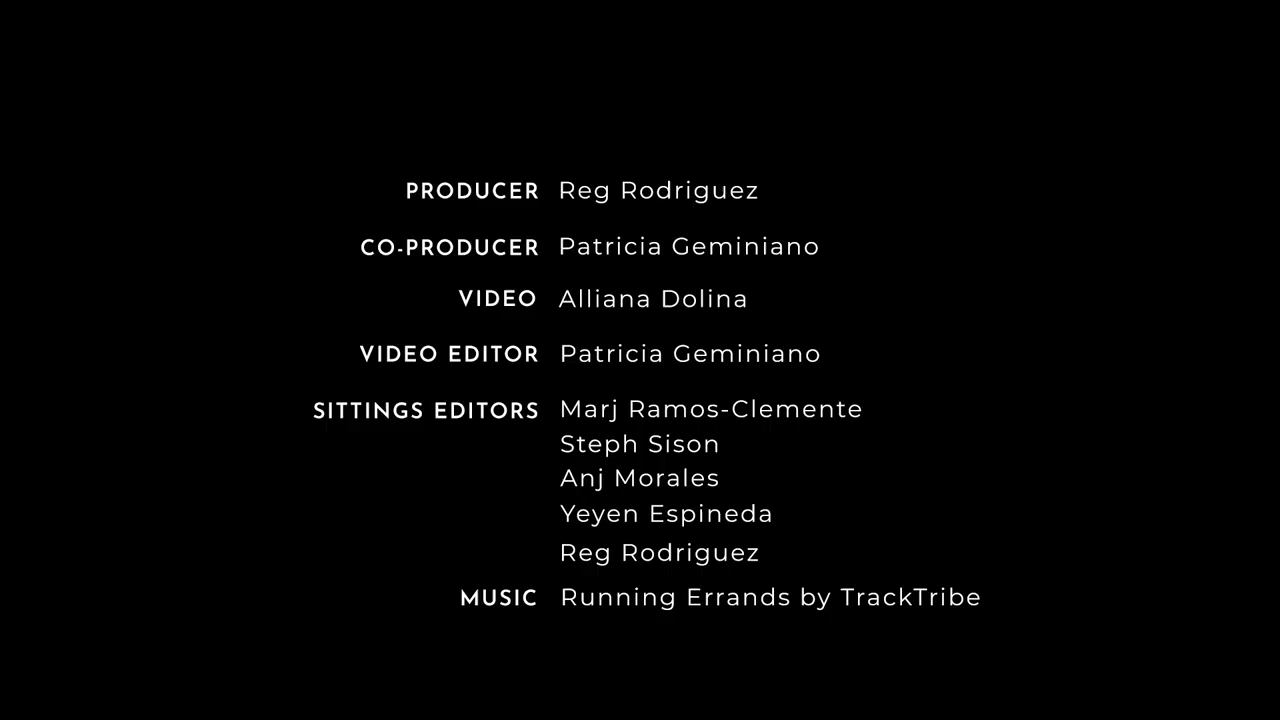 PRODUCER Reg Rodriguez
CO-PRODUCER Patricia Geminiano
VIDEO Alliana Dolina
VIDEO EDITOR Patricia Geminiano
SITTINGS EDITORS Marj Ramos-Clemente
Steph Sison
Anj Morales
Yeyen Espineda
Reg Rodriguez
MUSIC Running Errands by TrackTribe